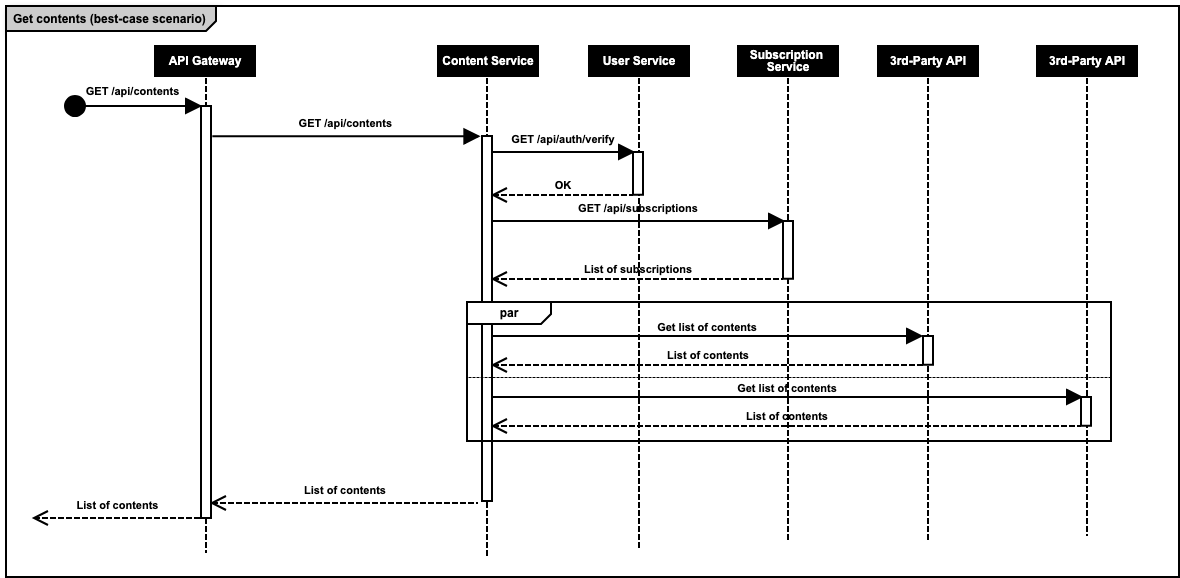 Get contents (best-case scenario)
API Gateway
Content Service
User Service
Subscription
Service
3rd-Party API
3rd-Party API
GET /api/contents
GET /api/contents
GET /api/auth/verify
OK
GET /api/subscriptions
List of subscriptions
par
Get list of contents
List of contents
Get list of contents
List of contents
List of contents
List of contents